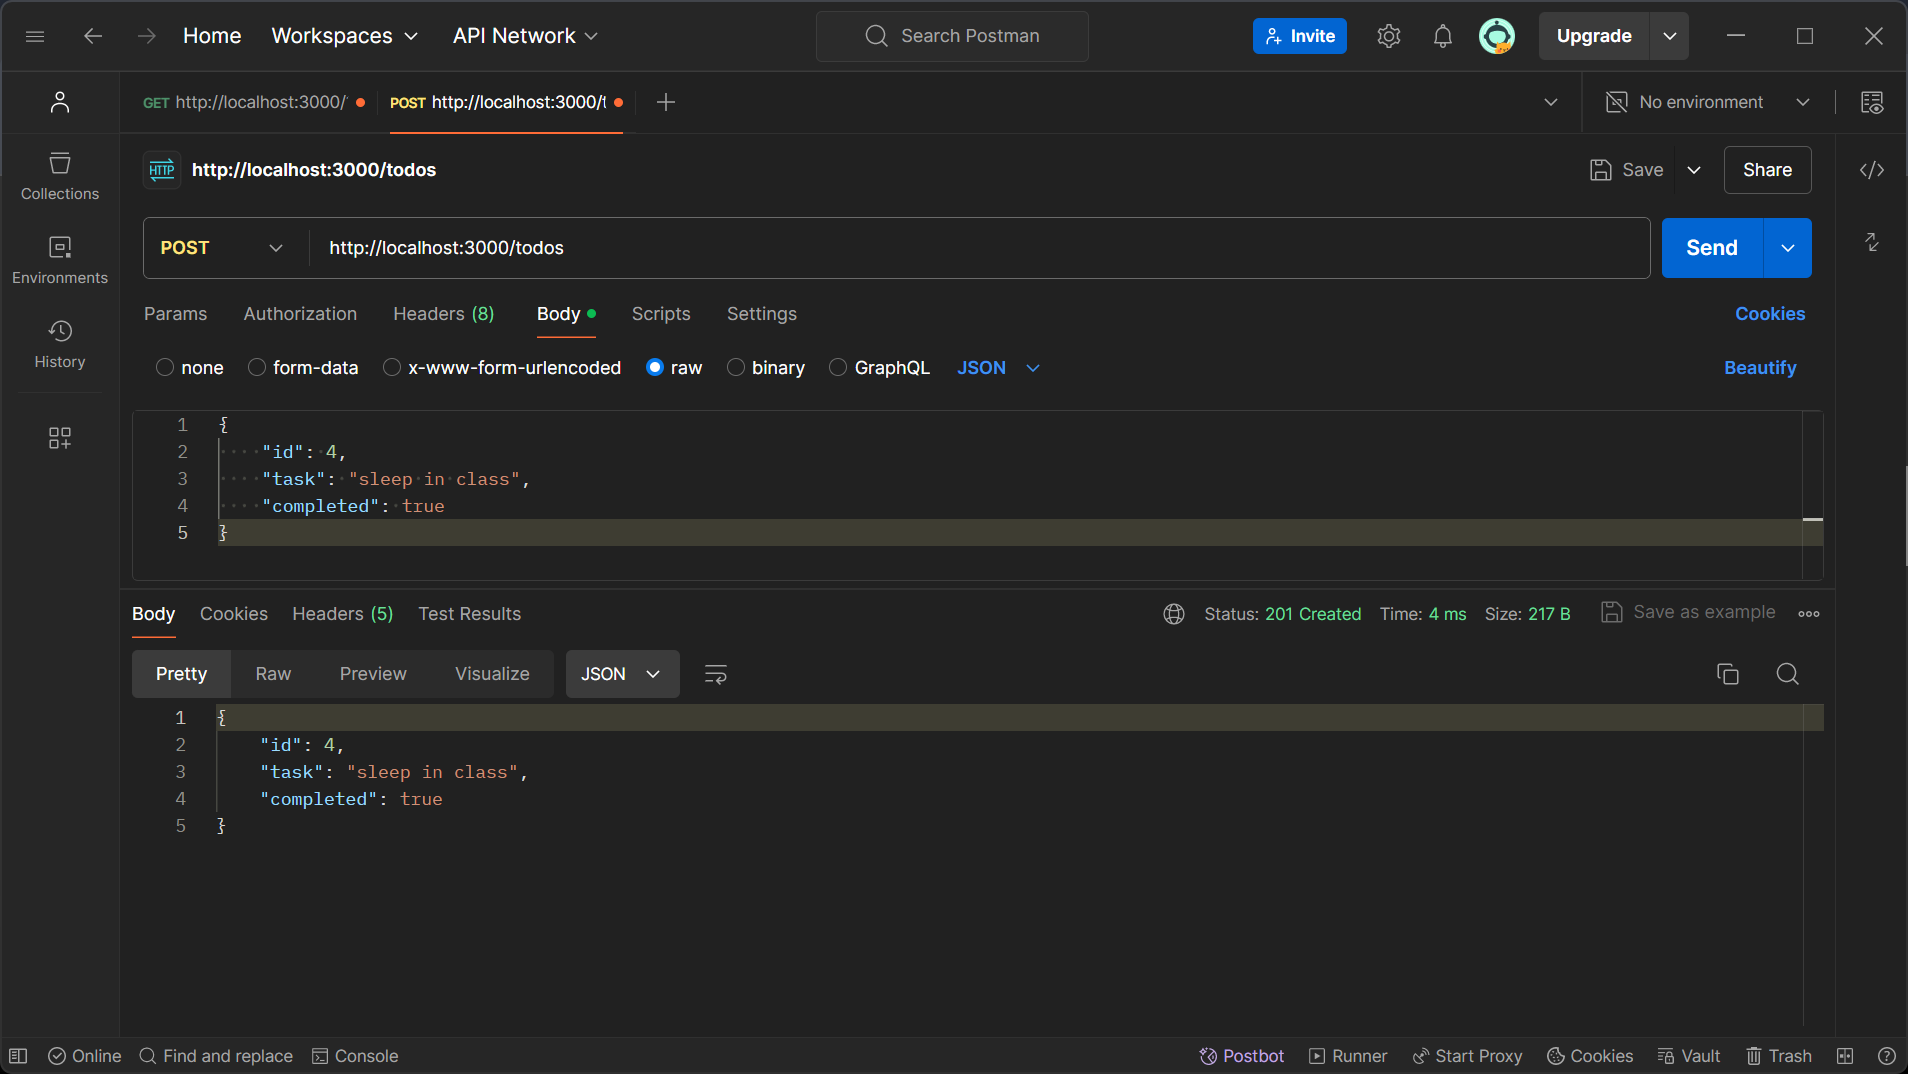 Home Workspaces API Network Search Postman Invite Upgrade
GET http://localhost:3000/ POST http://localhost:3000/t No environment
HTTP http://localhost:3000/todos Save Share
Collections
Environments
History
POST http://localhost:3000/todos Send
Params Authorization Headers (8) Body Scripts Settings Cookies
none form-data x-www-form-urlencoded raw binary GraphQL JSON Beautify
1 {
2 "id": 4,
3 "task": "sleep in class",
4 "completed": true
5 }
Body Cookies Headers (5) Test Results Status: 201 Created Time: 4 ms Size: 217 B Save as example
Pretty Raw Preview Visualize JSON
1 {
2 "id": 4,
3 "task": "sleep in class",
4 "completed": true
5 }
Online Find and replace Console Postbot Runner Start Proxy Cookies Vault Trash